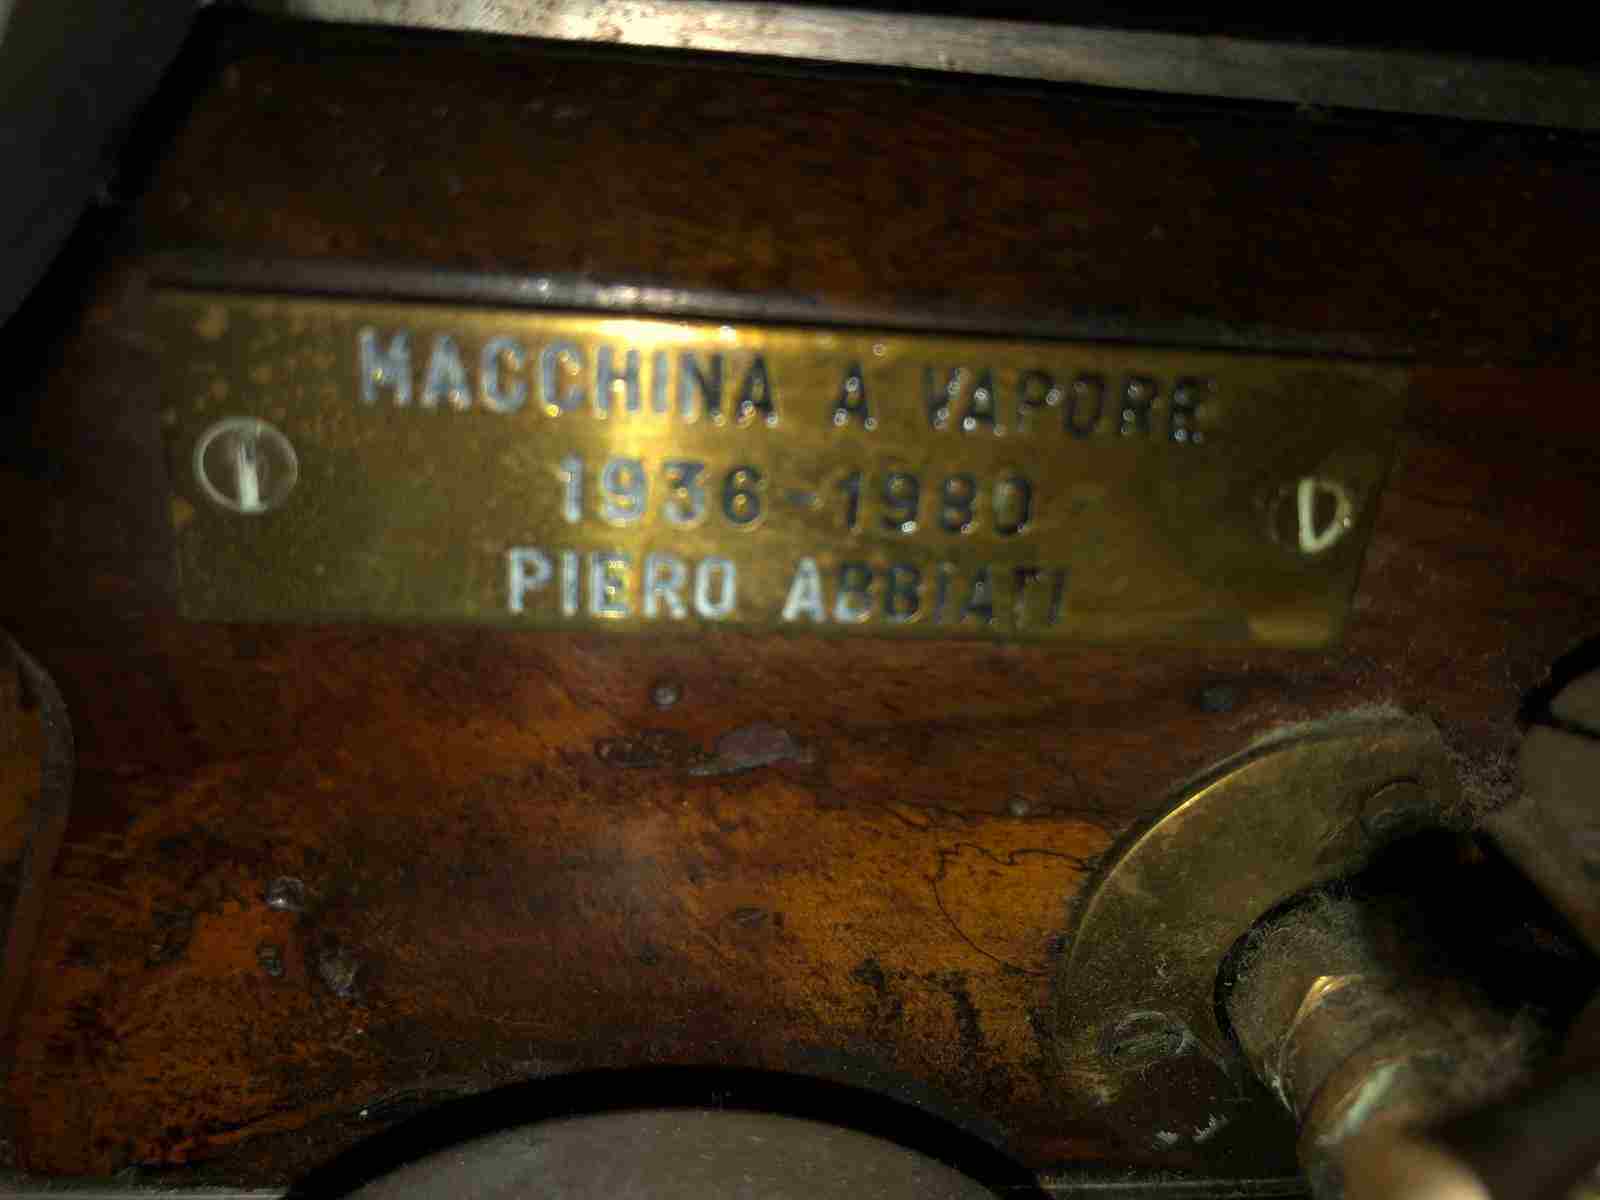 MACCHINA A VAPORE
1936-1980
PIERO ABBIATI